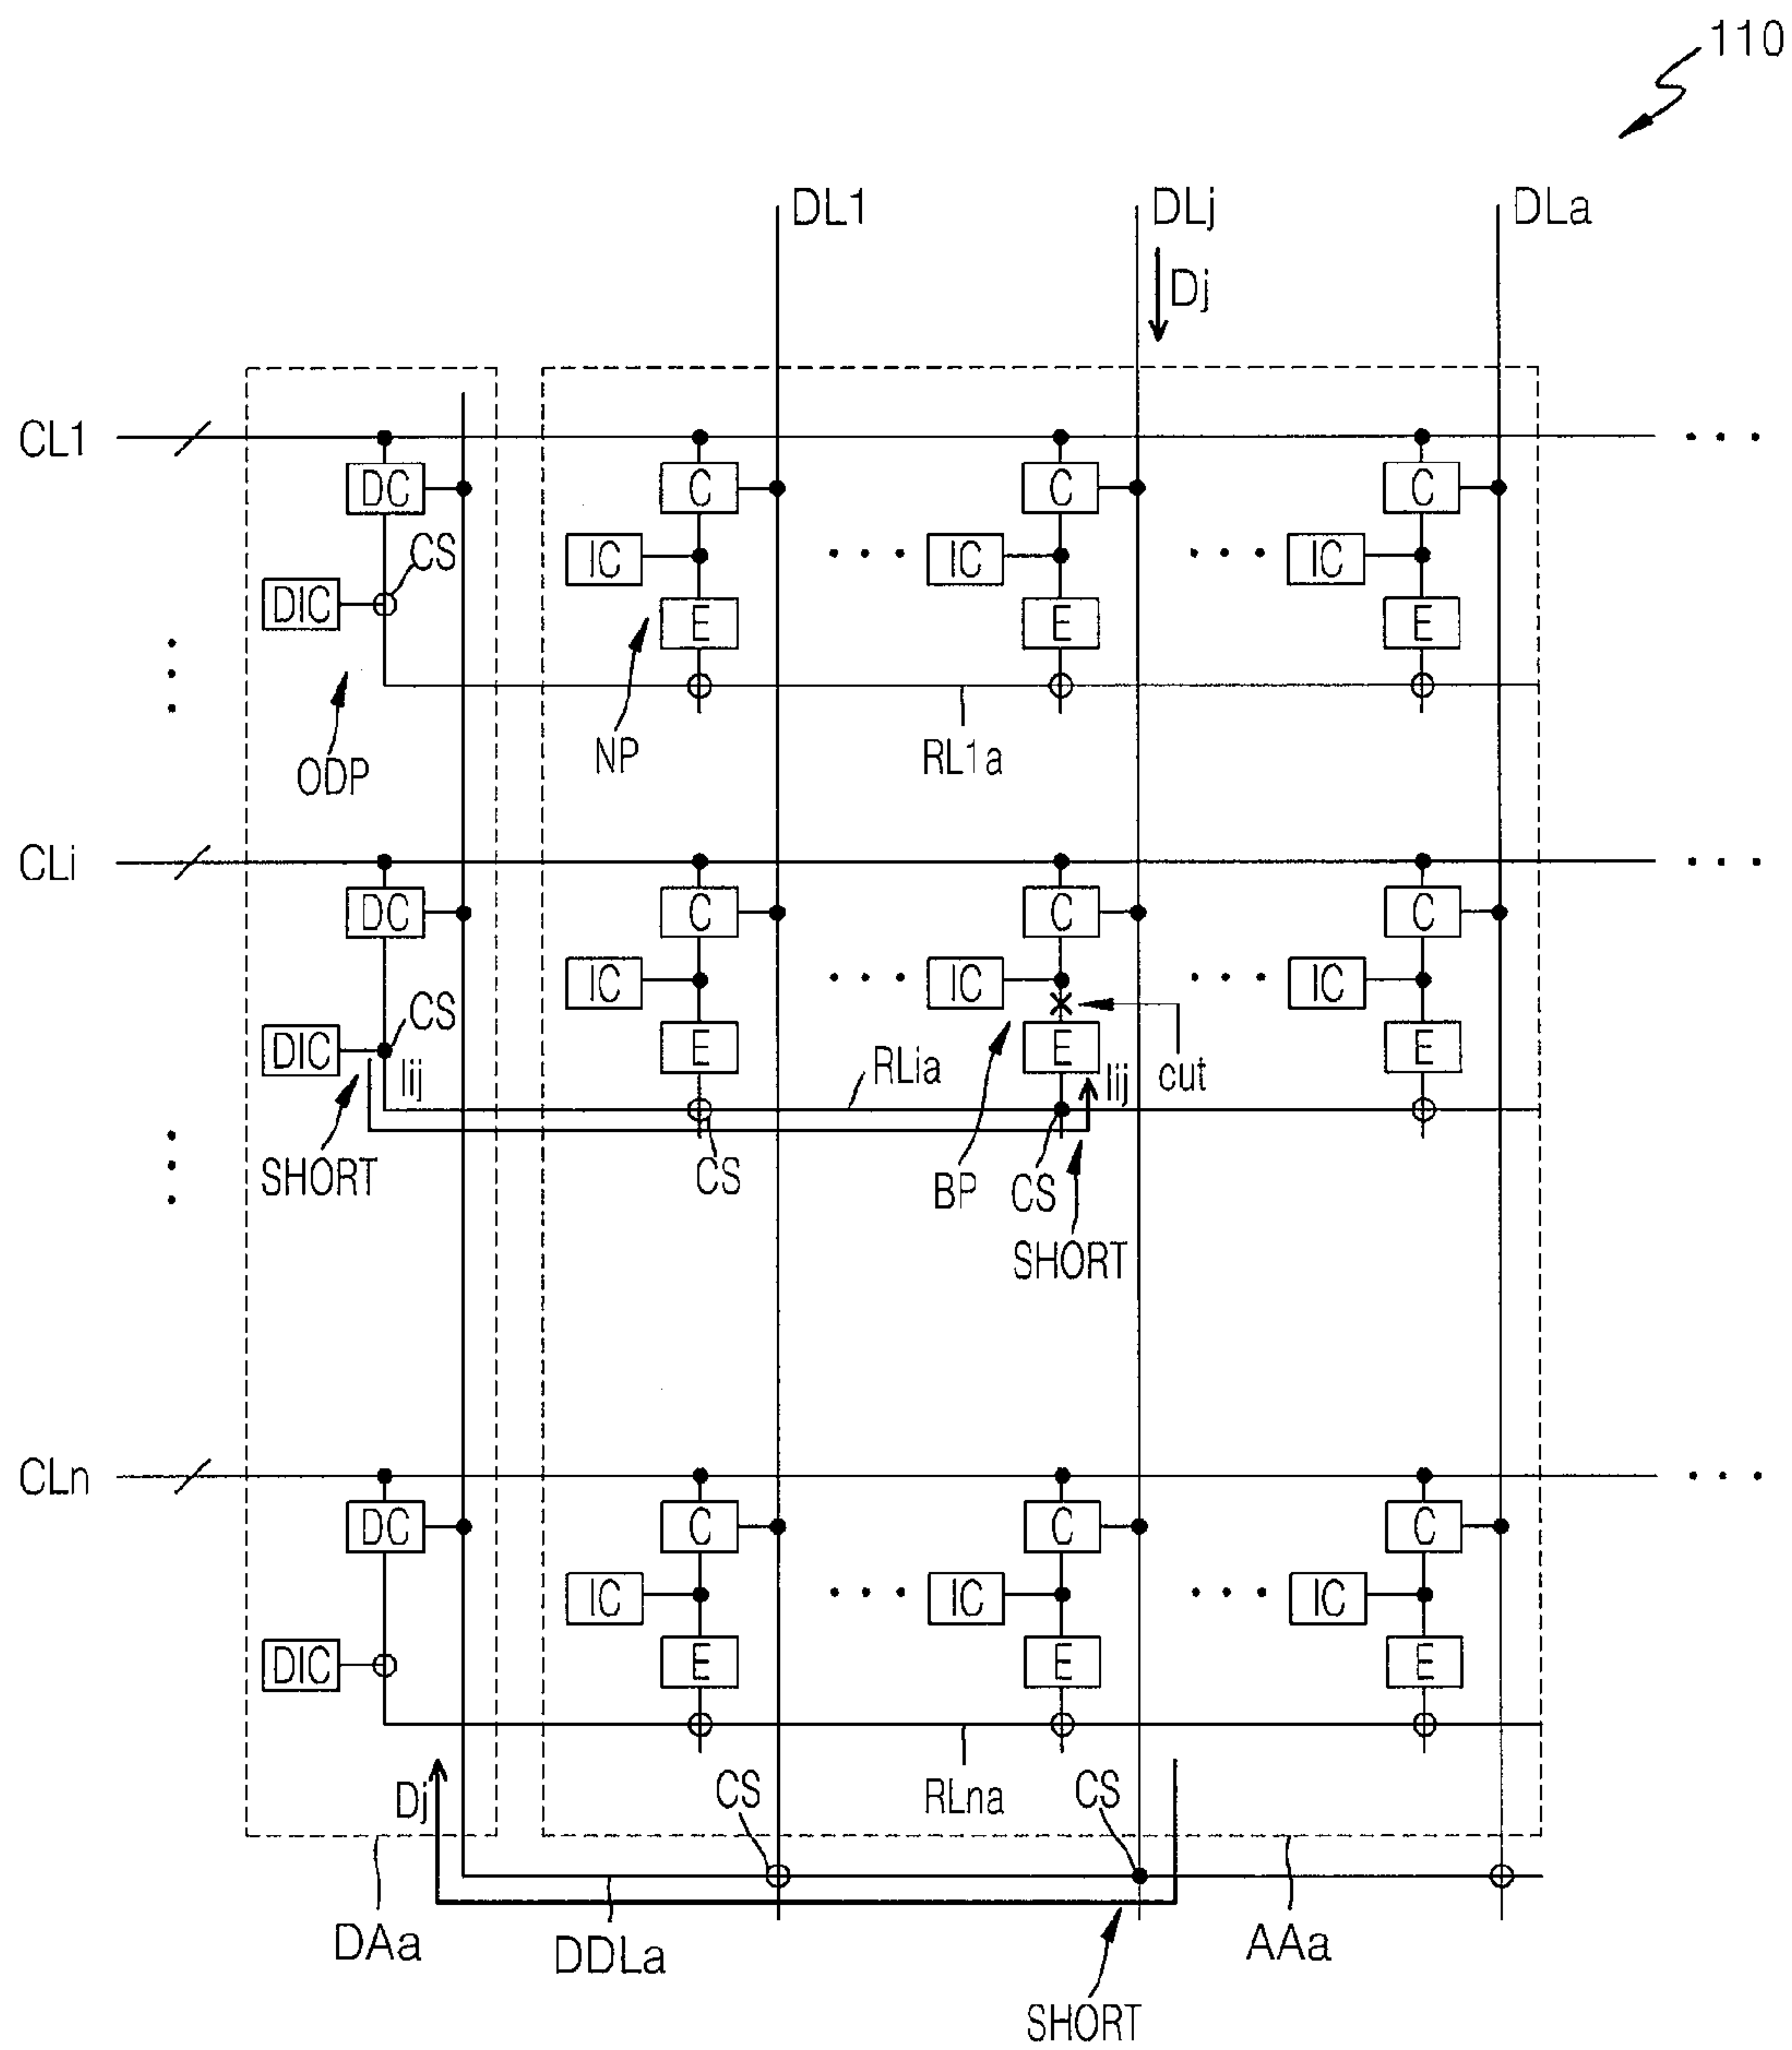 110
DL1 DLj DLa
Dj
CL1
DC C C C
CS
IC ... IC ... IC
DIC E E E
ODP NP RL1a
CLi ...
DC C C C
IC ... IC ... IC
CS
DIC E RLia E cut E
Iij Iij
SHORT CS BP CS
SHORT
CLn ...
DC C C C
IC ... IC ... IC
DIC E E E
Dj CS RLna CS
DAa DDLa AAa
SHORT